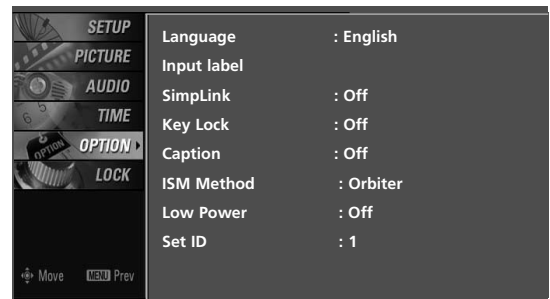 SETUP
PICTURE
AUDIO
TIME
OPTION
LOCK
Move MENU Prev
Language : English
Input label
SimpLink : Off
Key Lock : Off
Caption : Off
ISM Method : Orbiter
Low Power : Off
Set ID : 1